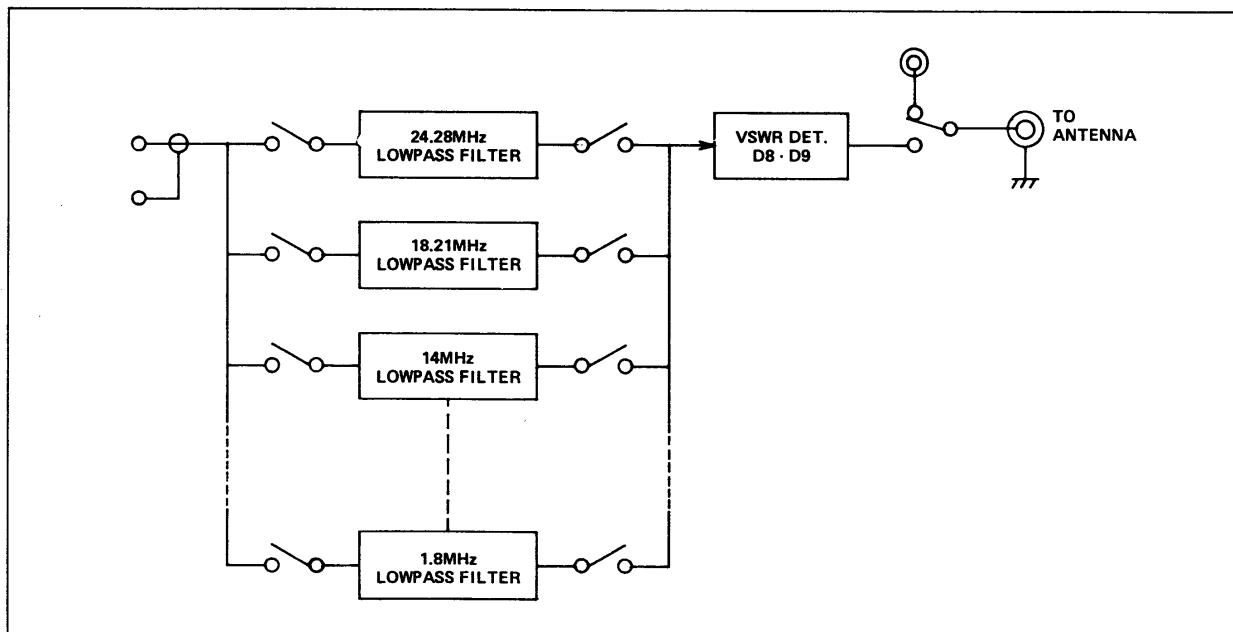 24.28MHz
LOWPASS FILTER
VSWR DET.
D8 · D9
TO
ANTENNA
18.21MHz
LOWPASS FILTER
14MHz
LOWPASS FILTER
1.8MHz
LOWPASS FILTER